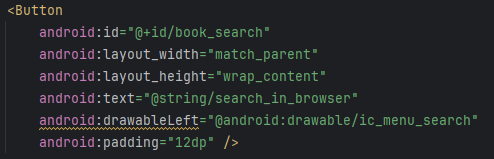 <Button
android:id="@+id/book_search"
android:layout_width="match_parent"
android:layout_height="wrap_content"
android:text="@string/search_in_browser"
android:drawableLeft="@android:drawable/ic_menu_search"
android:padding="12dp" />